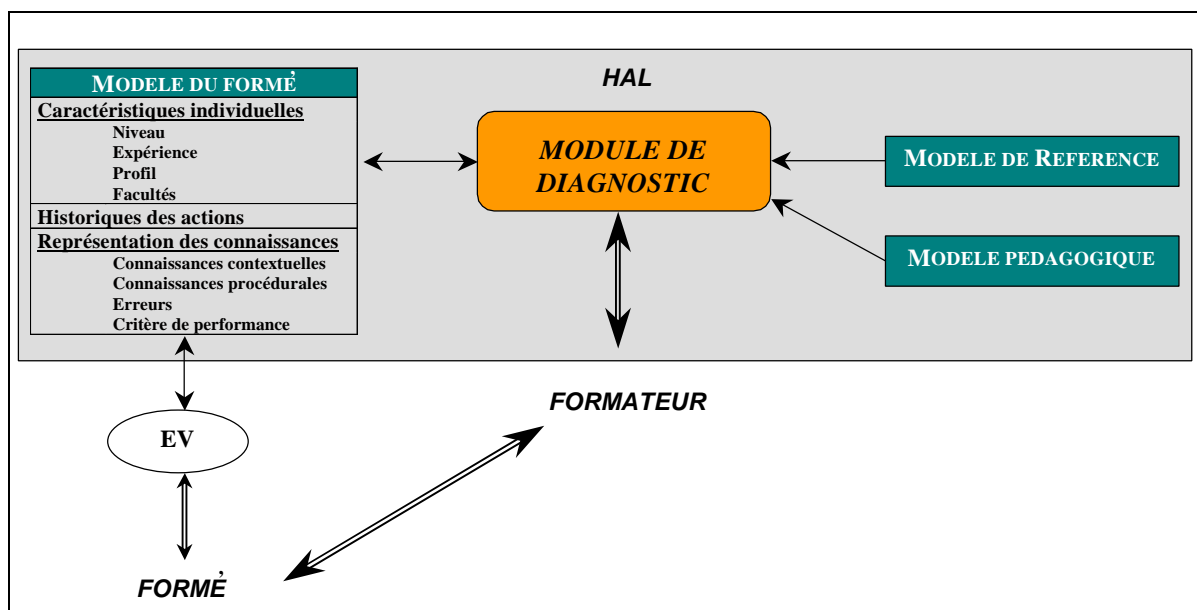 HAL
MODELE DU FORMÉ
Caractéristiques individuelles
Niveau
Expérience
Profil
Facultés
Historiques des actions
Représentation des connaissances
Connaissances contextuelles
Connaissances procédurales
Erreurs
Critère de performance
MODULE DE
DIAGNOSTIC
MODELE DE REFERENCE
MODELE PEDAGOGIQUE
FORMATEUR
EV
FORMÉ